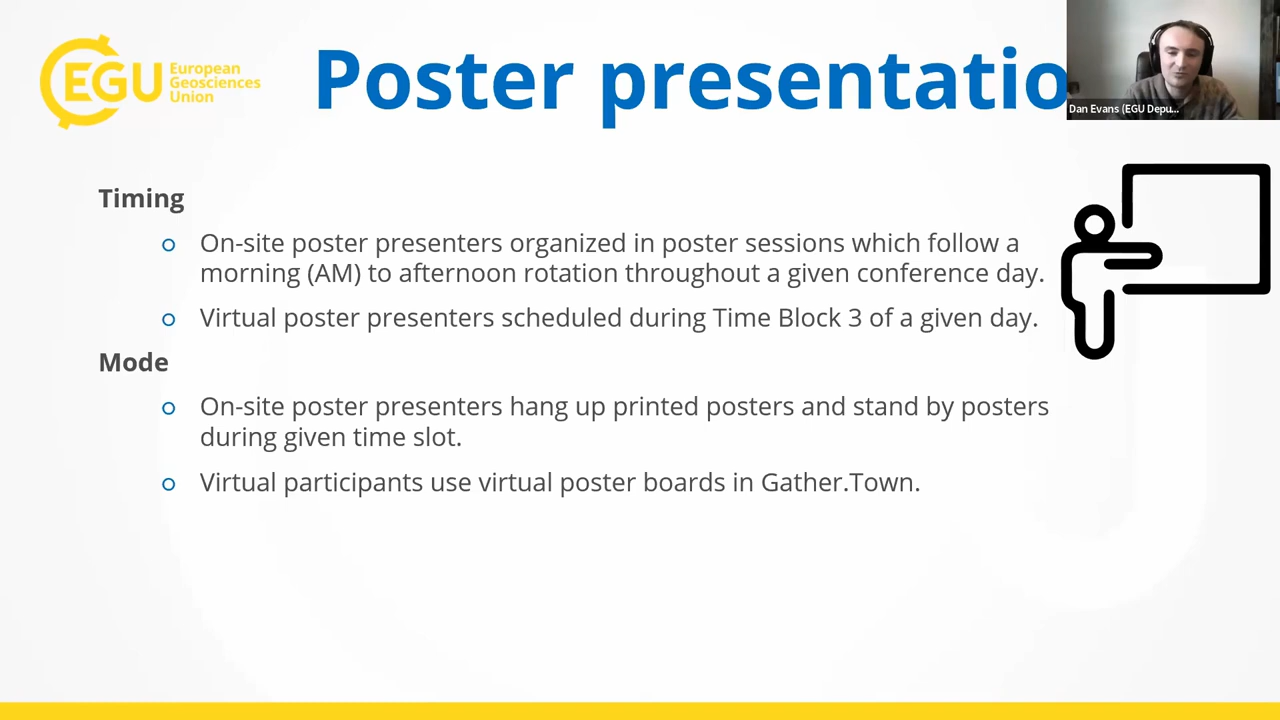 EGU
European
Geosciences
Union
Poster presentatio
Dan Evans (EGU Depu...
Timing
On-site poster presenters organized in poster sessions which follow a
morning (AM) to afternoon rotation throughout a given conference day.
Virtual poster presenters scheduled during Time Block 3 of a given day.
Mode
On-site poster presenters hang up printed posters and stand by posters
during given time slot.
Virtual participants use virtual poster boards in Gather.Town.